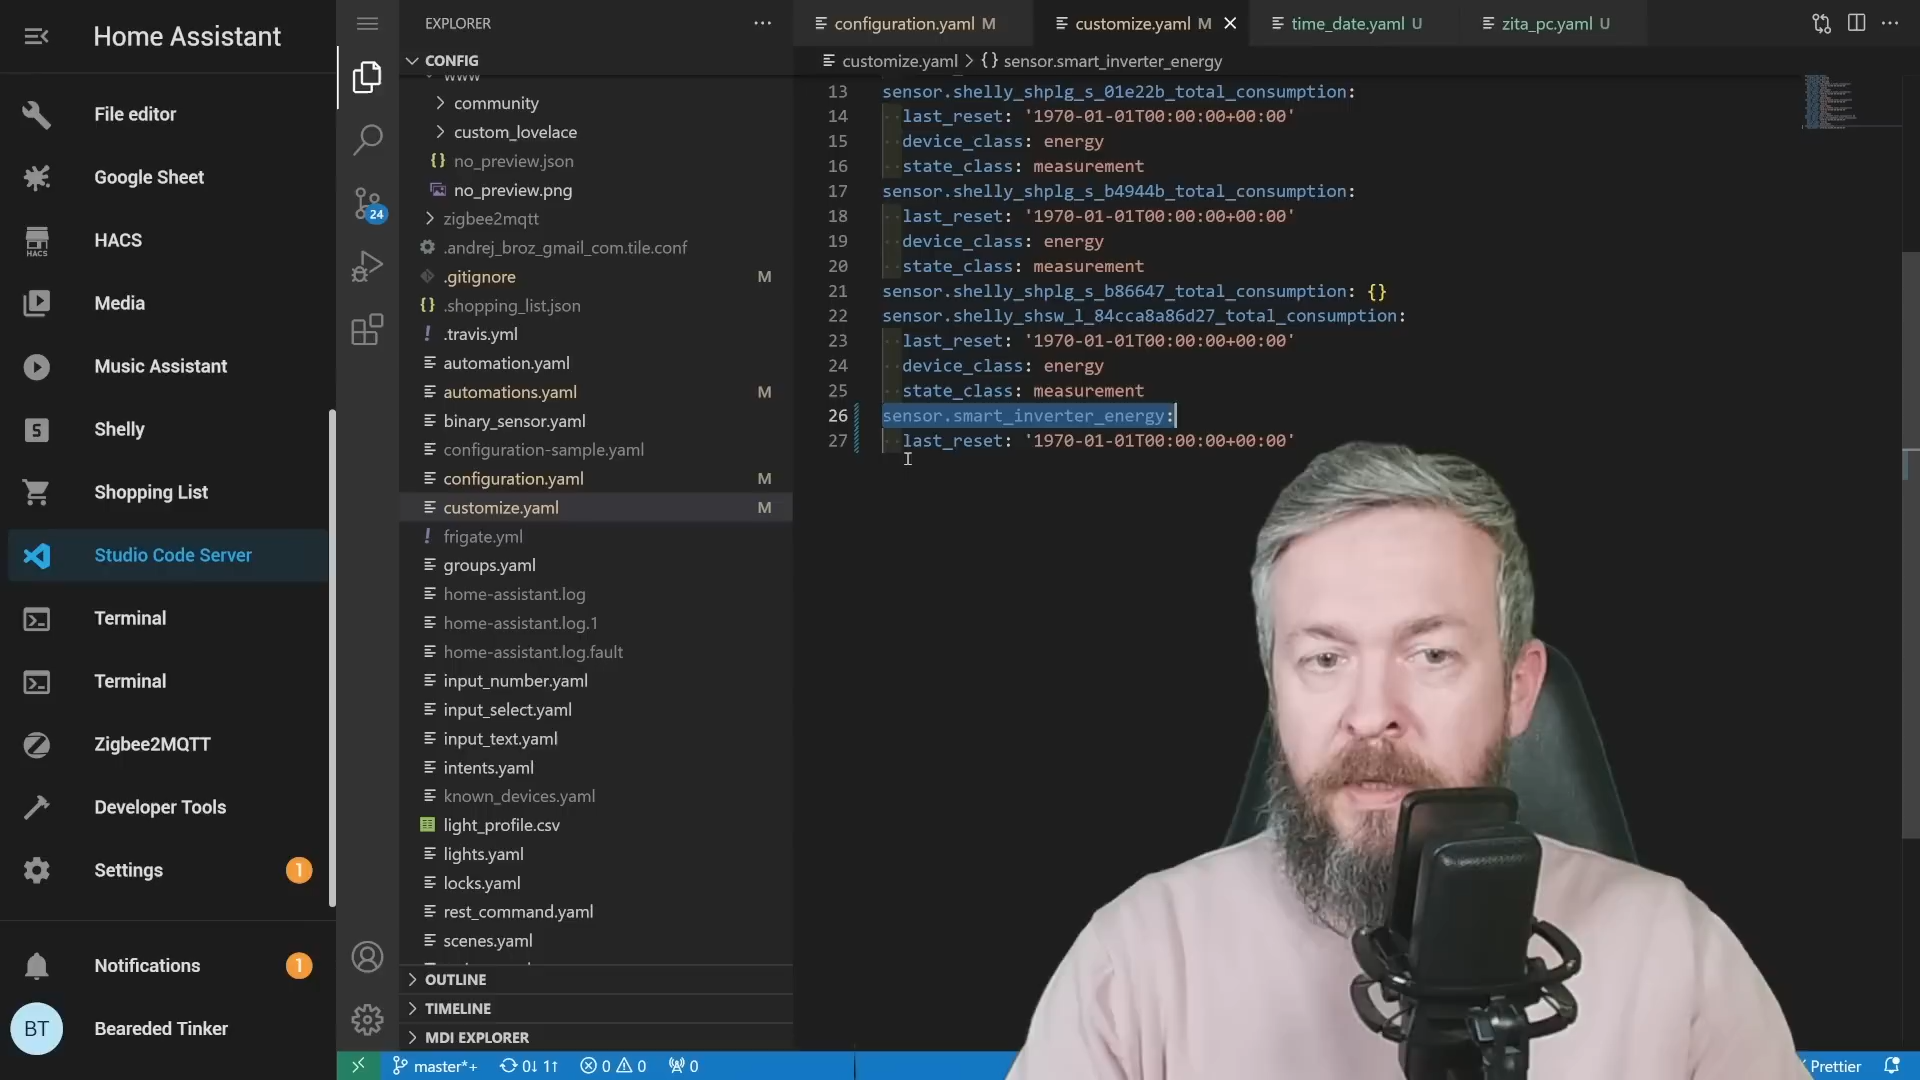 Home Assistant
File editor
Google Sheet
HACS
HACS
Media
Music Assistant
Shelly
Shopping List
Studio Code Server
Terminal
Terminal
Zigbee2MQTT
Developer Tools
Settings 1
Notifications 1
BT Bearded Tinker
24
EXPLORER
CONFIG
www
community
custom_lovelace
no_preview.json
no_preview.png
zigbee2mqtt
.andrej_broz_gmail_com.tile.conf
.gitignore M
.shopping_list.json
.travis.yml
automation.yaml
automations.yaml M
binary_sensor.yaml
configuration-sample.yaml
configuration.yaml M
customize.yaml M
frigate.yml
groups.yaml
home-assistant.log
home-assistant.log.1
home-assistant.log.fault
input_number.yaml
input_select.yaml
input_text.yaml
intents.yaml
known_devices.yaml
light_profile.csv
lights.yaml
locks.yaml
rest_command.yaml
scenes.yaml
OUTLINE
TIMELINE
MDI EXPLORER
configuration.yaml M customize.yaml M time_date.yaml U zita_pc.yaml U
customize.yaml > {} sensor.smart_inverter_energy
13 sensor.shelly_shplg_s_01e22b_total_consumption:
14 last_reset: '1970-01-01T00:00:00+00:00'
15 device_class: energy
16 state_class: measurement
17 sensor.shelly_shplg_s_b4944b_total_consumption:
18 last_reset: '1970-01-01T00:00:00+00:00'
19 device_class: energy
20 state_class: measurement
21 sensor.shelly_shplg_s_b86647_total_consumption: {}
22 sensor.shelly_shsw_l_84cca8a86d27_total_consumption:
23 last_reset: '1970-01-01T00:00:00+00:00'
24 device_class: energy
25 state_class: measurement
26 sensor.smart_inverter_energy:
27 last_reset: '1970-01-01T00:00:00+00:00'
master*+ 0↓ 1↑ 0 0 0 Prettier